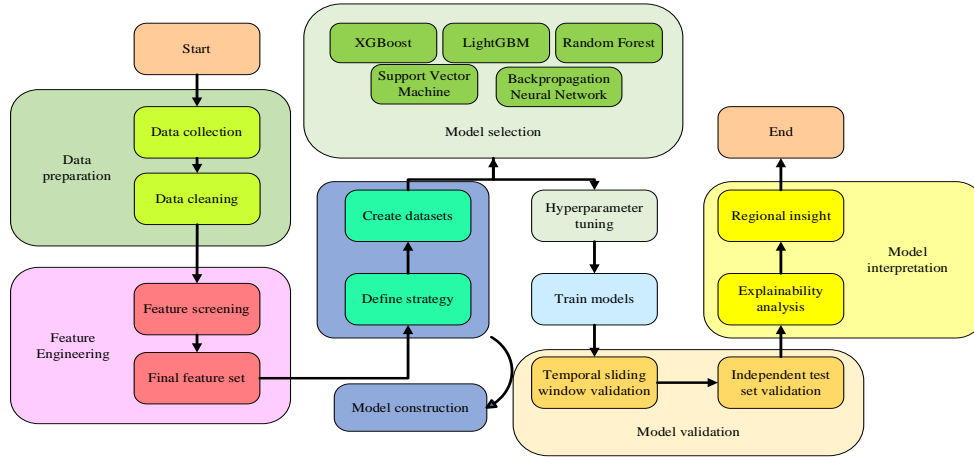 Start
Data preparation
Data collection
Data cleaning
Feature
Engineering
Feature screening
Final feature set
XGBoost
LightGBM
Random Forest
Support Vector
Machine
Backpropagation
Neural Network
Model selection
Create datasets
Define strategy
Model construction
Hyperparameter
tuning
Train models
Temporal sliding
window validation
Independent test
set validation
Model validation
Explainability
analysis
Regional insight
Model
interpretation
End